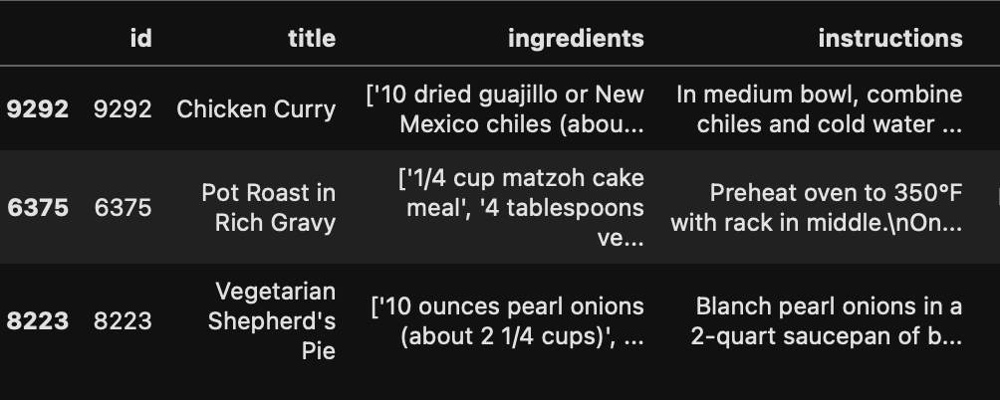 id title ingredients instructions
9292 9292 Chicken Curry ['10 dried guajillo or New Mexico chiles (abou... In medium bowl, combine chiles and cold water ...
6375 6375 Pot Roast in Rich Gravy ['1/4 cup matzoh cake meal', '4 tablespoons ve... Preheat oven to 350°F with rack in middle.\nOn...
8223 8223 Vegetarian Shepherd's Pie ['10 ounces pearl onions (about 2 1/4 cups)', ... Blanch pearl onions in a 2-quart saucepan of b...